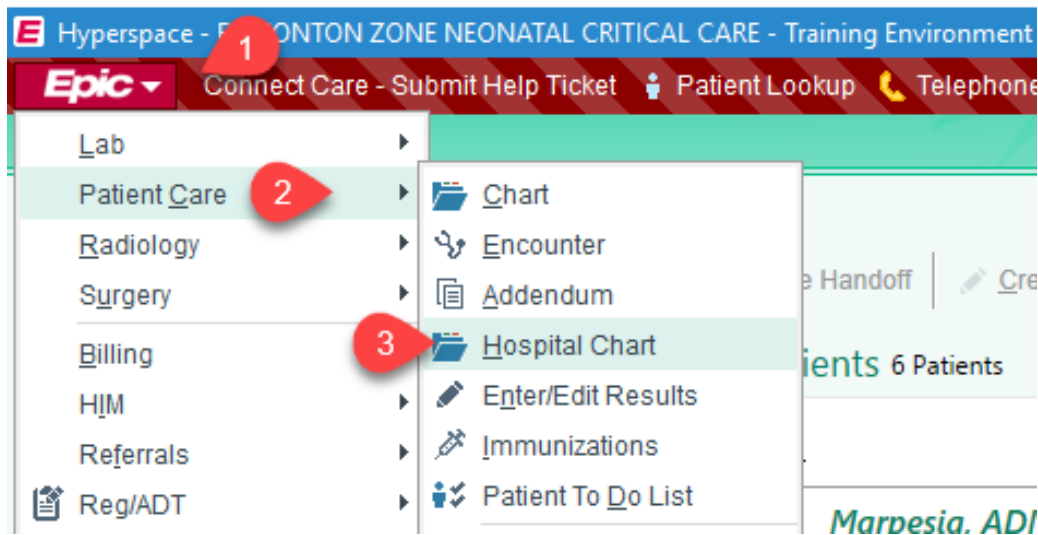 Hyperspace - ONTON ZONE NEONATAL CRITICAL CARE - Training Environment
1
Epic Connect Care - Submit Help Ticket Patient Lookup Telephone
Lab
Patient Care 2
Chart
Radiology
Encounter
Surgery
Addendum
e Handoff Cre
3
Hospital Chart
Billing
ients 6 Patients
HIM
Enter/Edit Results
Referrals
Immunizations
Reg/ADT
Patient To Do List
Marpesia, ADM